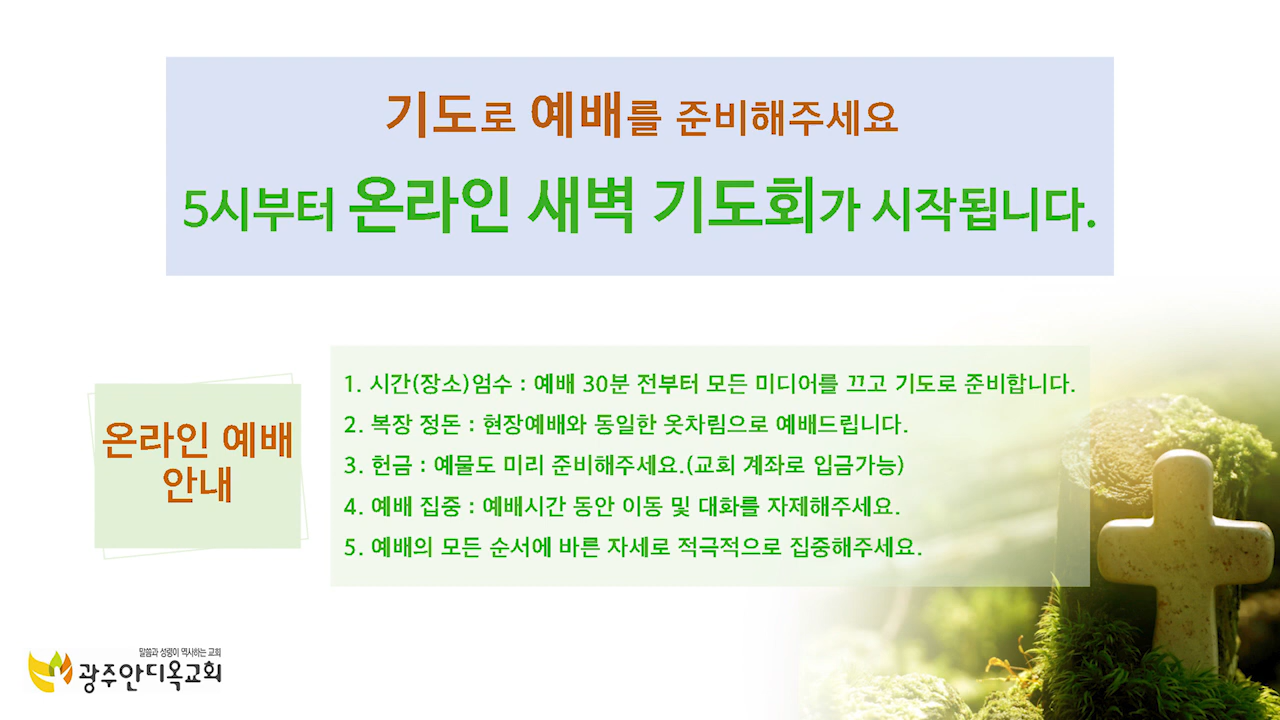 기도로 예배를 준비해주세요
5시부터 온라인 새벽 기도회가 시작됩니다.
온라인 예배
안내
1. 시간(장소)엄수 : 예배 30분 전부터 모든 미디어를 끄고 기도로 준비합니다.
2. 복장 정돈 : 현장예배와 동일한 옷차림으로 예배드립니다.
3. 헌금 : 예물도 미리 준비해주세요.(교회 계좌로 입금가능)
4. 예배 집중 : 예배시간 동안 이동 및 대화를 자제해주세요.
5. 예배의 모든 순서에 바른 자세로 적극적으로 집중해주세요.
말씀과 성령이 역사하는 교회
광주안디옥교회